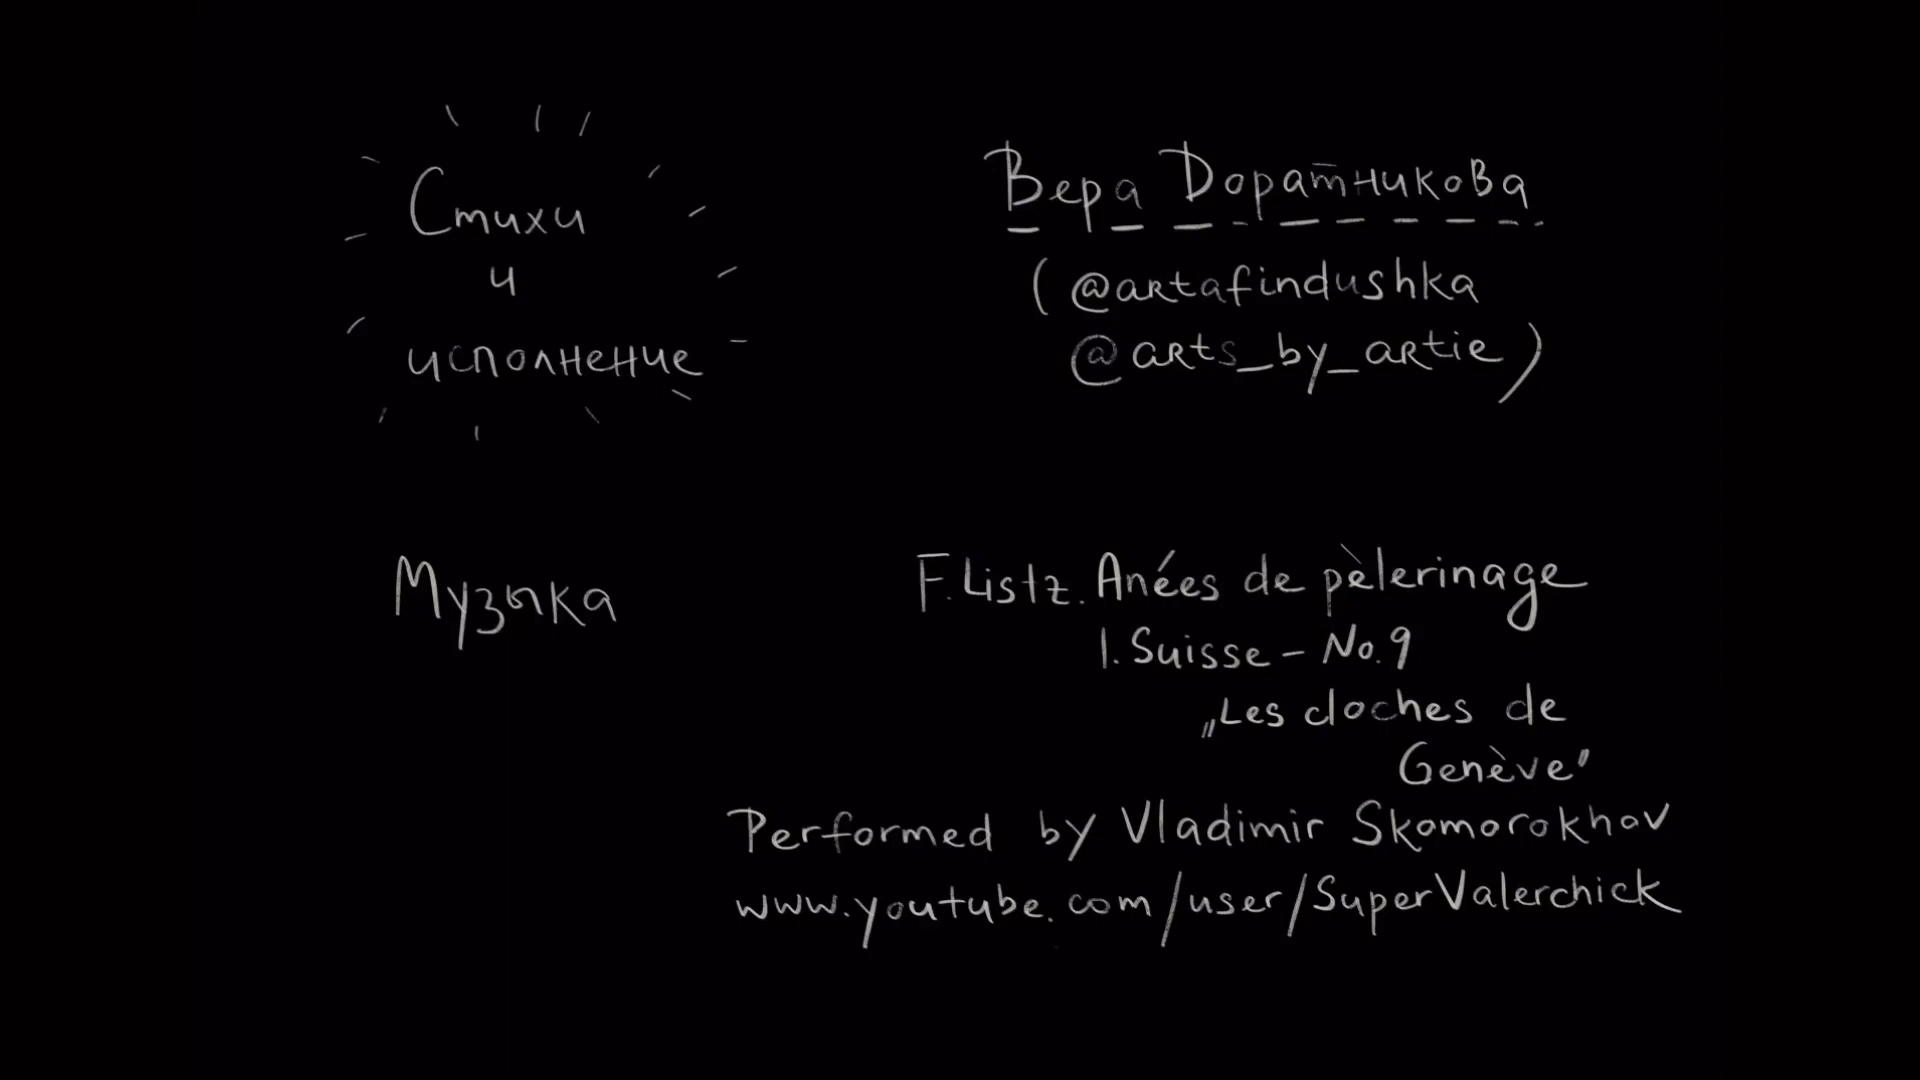 Стихи
и
исполнение
Вера Доратникова
(@artafindushka
@arts_by_artie)
Музыка
F. Listz. Anées de pèlerinage
1. Suisse – No. 9
„Les cloches de
Genève"
Performed by Vladimir Skomorokhov
www.youtube.com/user/SuperValerchick